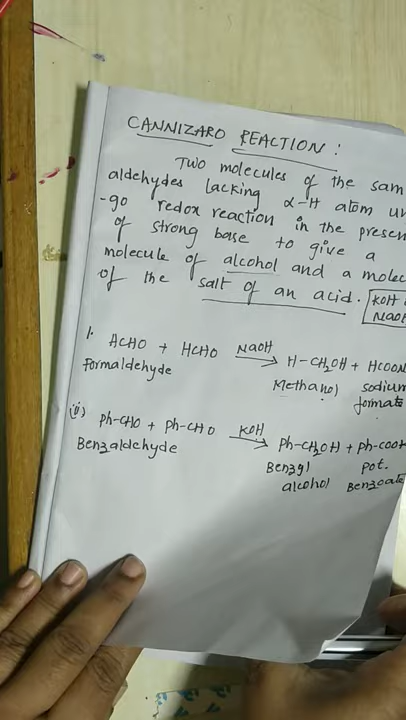 CANNIZARO REACTION :
Two molecules of the sam
aldehydes lacking α-H atom un
-go redox reaction in the presen
of strong base to give a
molecule of alcohol and a molec
of the salt of an acid.
KOH
NaOH
1. HCHO + HCHO NaOH → H-CH2OH + HCOON
Formaldehyde Methanol sodium
formate
(ii) Ph-CHO + Ph-CHO KOH → Ph-CH2OH + Ph-COOK
Benzaldehyde Benzyl pot.
alcohol Benzoate